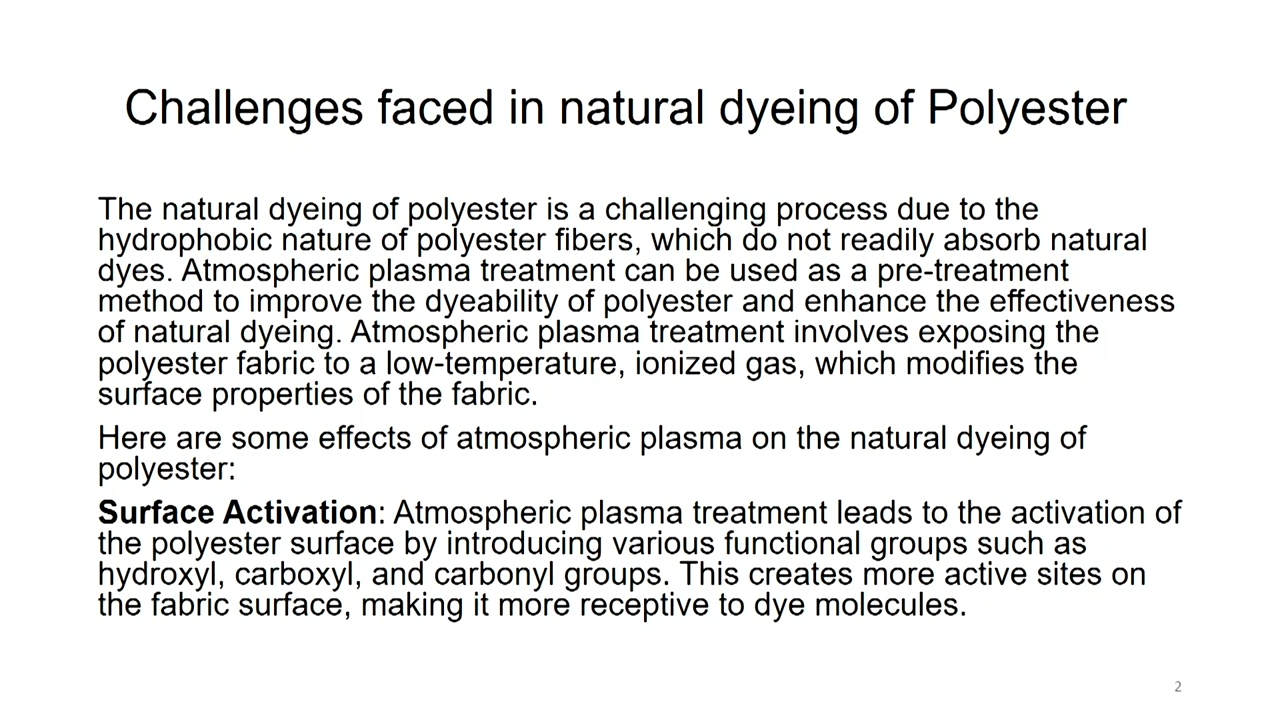 Challenges faced in natural dyeing of Polyester
The natural dyeing of polyester is a challenging process due to the
hydrophobic nature of polyester fibers, which do not readily absorb natural
dyes. Atmospheric plasma treatment can be used as a pre-treatment
method to improve the dyeability of polyester and enhance the effectiveness
of natural dyeing. Atmospheric plasma treatment involves exposing the
polyester fabric to a low-temperature, ionized gas, which modifies the
surface properties of the fabric.
Here are some effects of atmospheric plasma on the natural dyeing of
polyester:
Surface Activation: Atmospheric plasma treatment leads to the activation of
the polyester surface by introducing various functional groups such as
hydroxyl, carboxyl, and carbonyl groups. This creates more active sites on
the fabric surface, making it more receptive to dye molecules.
2